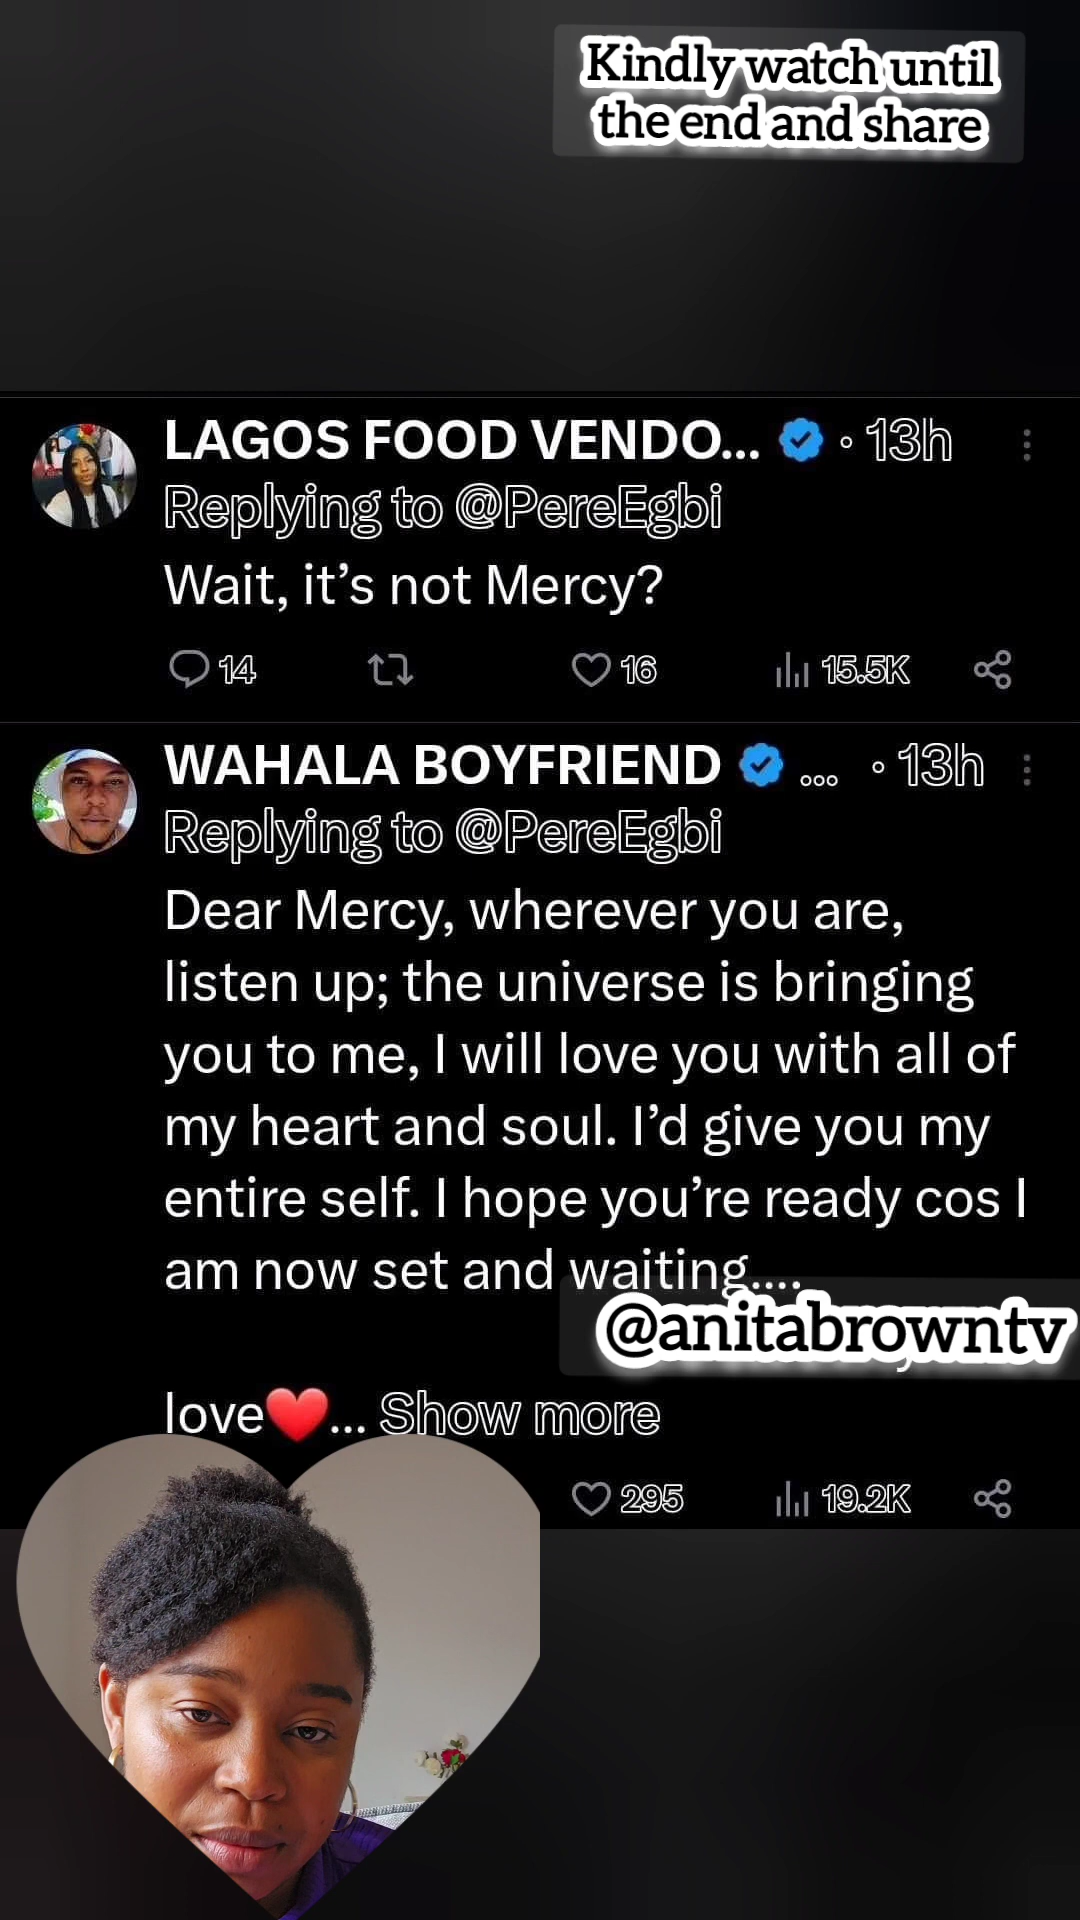 Kindly watch until
the end and share
LAGOS FOOD VENDO... · 13h
Replying to @PereEgbi
Wait, it’s not Mercy?
14 16 15.5K
WAHALA BOYFRIEND ... · 13h
Replying to @PereEgbi
Dear Mercy, wherever you are,
listen up; the universe is bringing
you to me, I will love you with all of
my heart and soul. I’d give you my
entire self. I hope you’re ready cos I
am now set and waiting....
@anitabrowntv
love❤️... Show more
295 19.2K